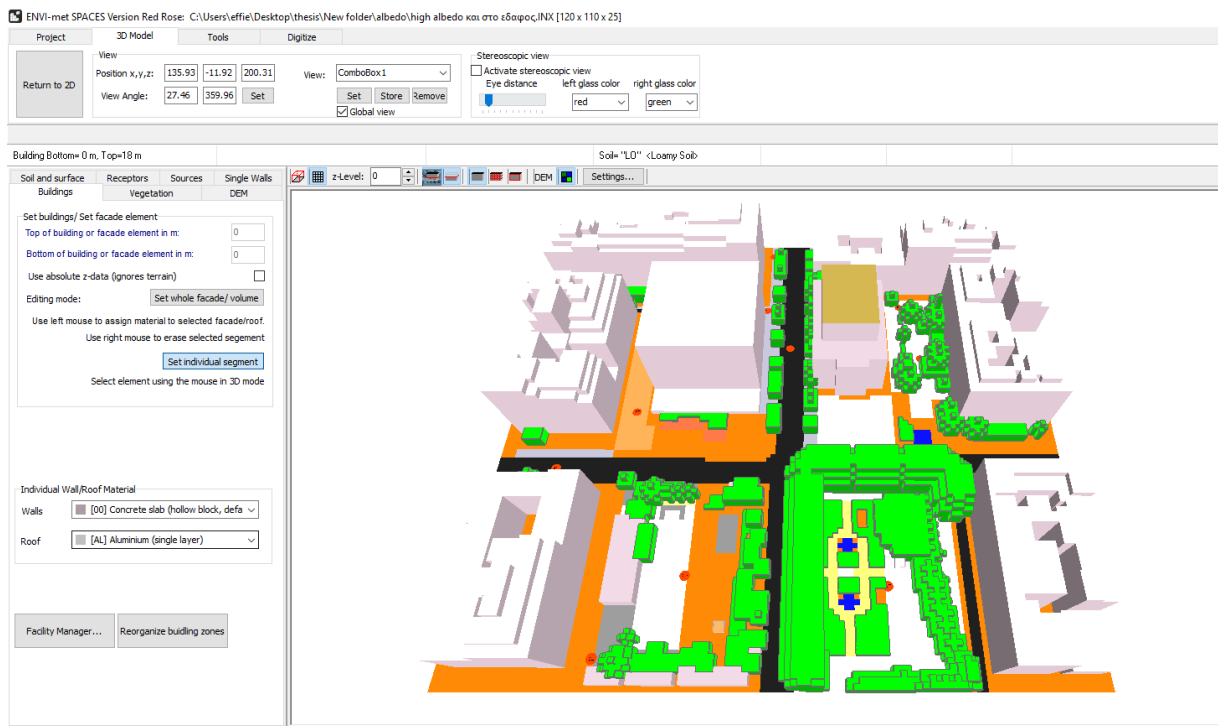 ENVI-met SPACES Version Red Rose: C:\Users\effie\Desktop\thesis\New folder\albedo\high albedo και στο εδαφος.INX [120 x 110 x 25]
Project 3D Model Tools Digitize
View
Stereoscopic view
Return to 2D
Position x,y,z: 135.93 -11.92 200.31
View: ComboBox1
Activate stereoscopic view
Eye distance left glass color right glass color
View Angle: 27.46 359.96 Set
Set Store Remove
red green
Global view
Building Bottom= 0 m, Top=18 m
Soil= "LO" <Loamy Soil>
Soil and surface Receptors Sources Single Walls
Buildings Vegetation DEM
z-Level: 0
DEM
Settings...
Set buildings/ Set facade element
Top of building or facade element in m: 0
Bottom of building or facade element in m: 0
Use absolute z-data (ignores terrain)
Editing mode: Set whole facade/ volume
Use left mouse to assign material to selected facade/roof.
Use right mouse to erase selected segement
Set individual segment
Select element using the mouse in 3D mode
Individual Wall/Roof Material
Walls [00] Concrete slab (hollow block, defa
Roof [AL] Aluminium (single layer)
Facility Manager... Reorganize buidling zones